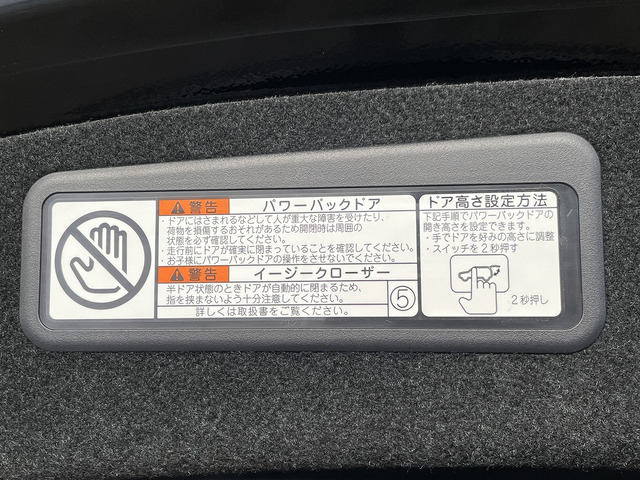 警告 パワーバックドア
・ドアにはさまれるなどして人が重大な障害を受けたり、
荷物を損傷するおそれがあるため開閉時は周囲の
状態を必ず確認してください。
・走行前にドアが確実に閉まっていることを確認してください。
・お子様にパワーバックドアの操作をさせないでください。
警告 イージークローザー
半ドア状態のときドアが自動的に閉まるため、
指を挟まないよう十分注意してください。
詳しくは取扱書をご覧ください。
⑤
ドア高さ設定方法
下記手順でパワーバックドアの
開き高さを設定できます。
・手でドアを好みの高さに調整
・スイッチを2秒押す
2秒押し